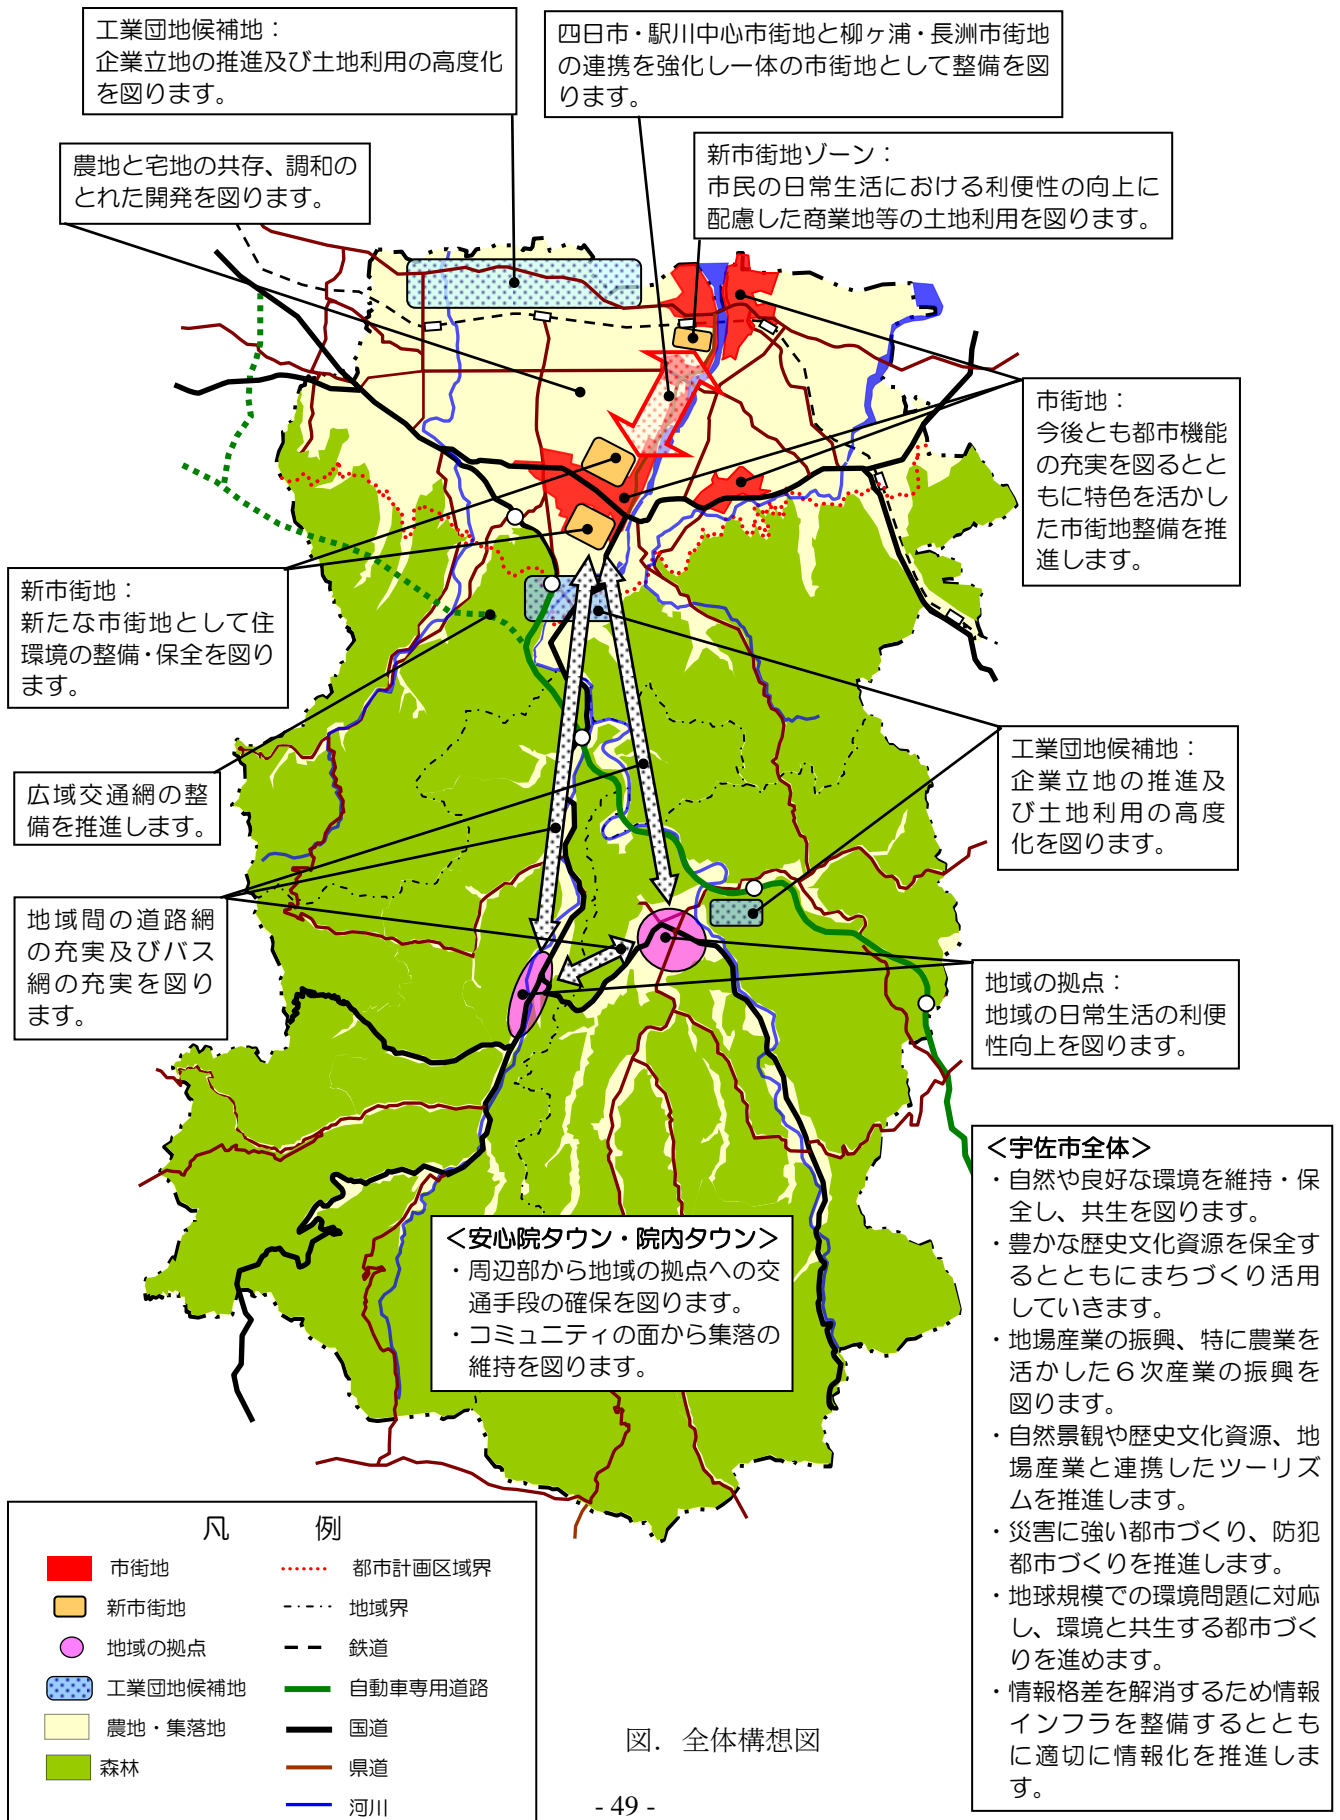 工業団地候補地：
企業立地の推進及び土地利用の高度化
を図ります。
四日市・駅川中心市街地と柳ヶ浦・長洲市街地
の連携を強化し一体の市街地として整備を図
ります。
農地と宅地の共存、調和の
とれた開発を図ります。
新市街地ゾーン：
市民の日常生活における利便性の向上に
配慮した商業地等の土地利用を図ります。
市街地：
今後とも都市機能
の充実を図るとと
もに特色を活かし
た市街地整備を推
進します。
新市街地：
新たな市街地として住
環境の整備・保全を図り
ます。
工業団地候補地：
企業立地の推進及
び土地利用の高度
化を図ります。
広域交通網の整
備を推進します。
地域間の道路網
の充実及びバス
網の充実を図り
ます。
地域の拠点：
地域の日常生活の利便
性向上を図ります。
＜安心院タウン・院内タウン＞
・周辺部から地域の拠点への交
通手段の確保を図ります。
・コミュニティの面から集落の
維持を図ります。
＜宇佐市全体＞
・自然や良好な環境を維持・保
全し、共生を図ります。
・豊かな歴史文化資源を保全す
るとともにまちづくり活用
していきます。
・地場産業の振興、特に農業を
活かした６次産業の振興を
図ります。
・自然景観や歴史文化資源、地
場産業と連携したツーリズ
ムを推進します。
・災害に強い都市づくり、防犯
都市づくりを推進します。
・地球規模での環境問題に対応
し、環境と共生する都市づく
りを進めます。
・情報格差を解消するため情報
インフラを整備するととも
に適切に情報化を推進しま
す。
凡　例
市街地
新市街地
地域の拠点
工業団地候補地
農地・集落地
森林
都市計画区域界
地域界
鉄道
自動車専用道路
国道
県道
河川
図．全体構想図
- 49 -